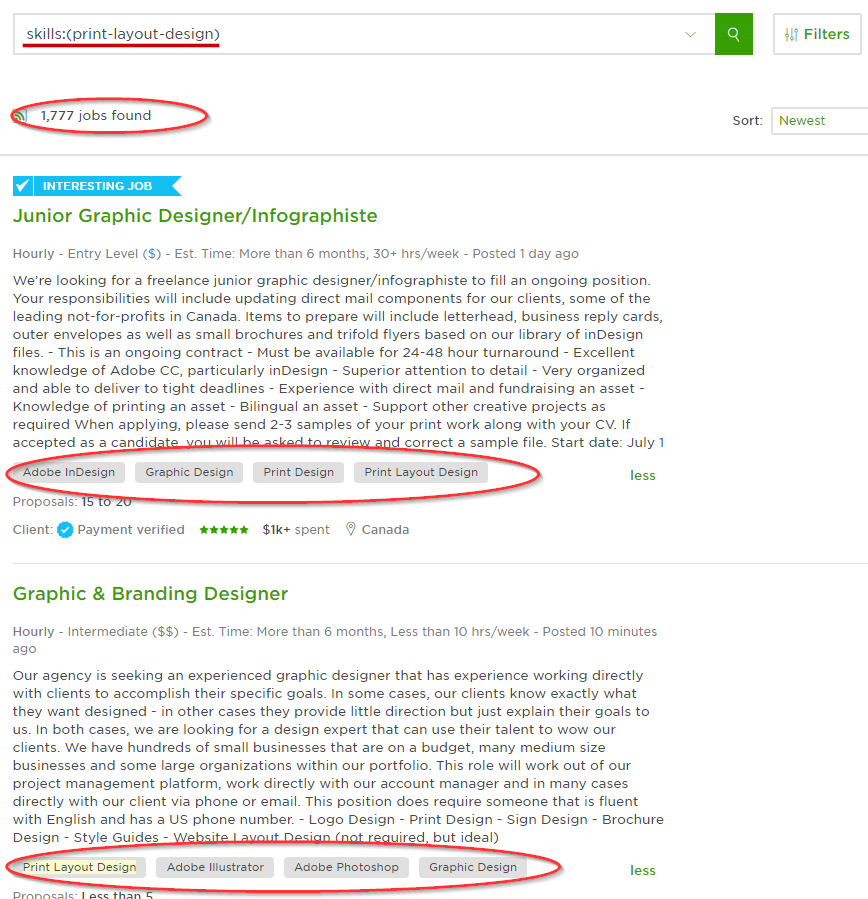 skills:(print-layout-design)
Filters
1,777 jobs found
Sort: Newest
INTERESTING JOB
Junior Graphic Designer/Infographiste
Hourly - Entry Level ($) - Est. Time: More than 6 months, 30+ hrs/week - Posted 1 day ago
We’re looking for a freelance junior graphic designer/infographiste to fill an ongoing position.
Your responsibilities will include updating direct mail components for our clients, some of the
leading not-for-profits in Canada. Items to prepare will include letterhead, business reply cards,
outer envelopes as well as small brochures and trifold flyers based on our library of inDesign
files. - This is an ongoing contract - Must be available for 24-48 hour turnaround - Excellent
knowledge of Adobe CC, particularly inDesign - Superior attention to detail - Very organized
and able to deliver to tight deadlines - Experience with direct mail and fundraising an asset -
Knowledge of printing an asset - Bilingual an asset - Support other creative projects as
required When applying, please send 2-3 samples of your print work along with your CV. If
accepted as a candidate, you will be asked to review and correct a sample file. Start date: July 1
Adobe InDesign Graphic Design Print Design Print Layout Design
less
Proposals: 15 to 20
Client: Payment verified $1k+ spent Canada
Graphic & Branding Designer
Hourly - Intermediate ($$) - Est. Time: More than 6 months, Less than 10 hrs/week - Posted 10 minutes
ago
Our agency is seeking an experienced graphic designer that has experience working directly
with clients to accomplish their specific goals. In some cases, our clients know exactly what
they want designed - in other cases they provide little direction but just explain their goals to
us. In both cases, we are looking for a design expert that can use their talent to wow our
clients. We have hundreds of small businesses that are on a budget, many medium size
businesses and some large organizations within our portfolio. This role will work out of our
project management platform, work directly with our account manager and in many cases
directly with our client via phone or email. This position does require someone that is fluent
with English and has a US phone number. - Logo Design - Print Design - Sign Design - Brochure
Design - Style Guides - Website Layout Design (not required, but ideal)
Print Layout Design Adobe Illustrator Adobe Photoshop Graphic Design
less
Proposals: Less than 5